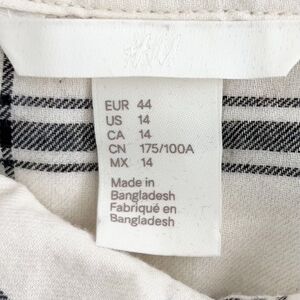 H&M
EUR 44
US 14
CA 14
CN 175/100A
MX 14
Made in
Bangladesh
Fabriqué en
Bangladesh